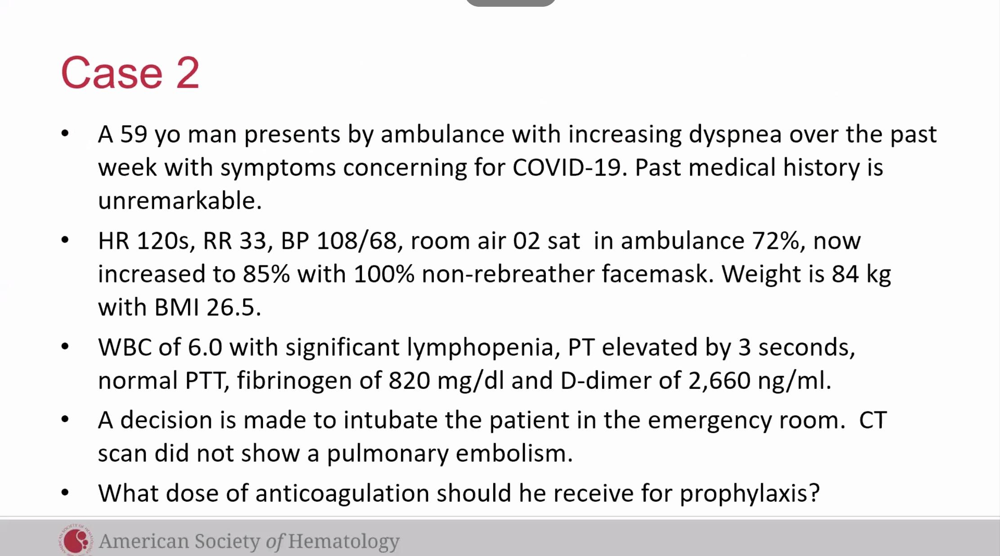 Case 2
• A 59 yo man presents by ambulance with increasing dyspnea over the past
week with symptoms concerning for COVID-19. Past medical history is
unremarkable.
• HR 120s, RR 33, BP 108/68, room air 02 sat  in ambulance 72%, now
increased to 85% with 100% non-rebreather facemask. Weight is 84 kg
with BMI 26.5.
• WBC of 6.0 with significant lymphopenia, PT elevated by 3 seconds,
normal PTT, fibrinogen of 820 mg/dl and D-dimer of 2,660 ng/ml.
• A decision is made to intubate the patient in the emergency room.  CT
scan did not show a pulmonary embolism.
• What dose of anticoagulation should he receive for prophylaxis?
American Society of Hematology